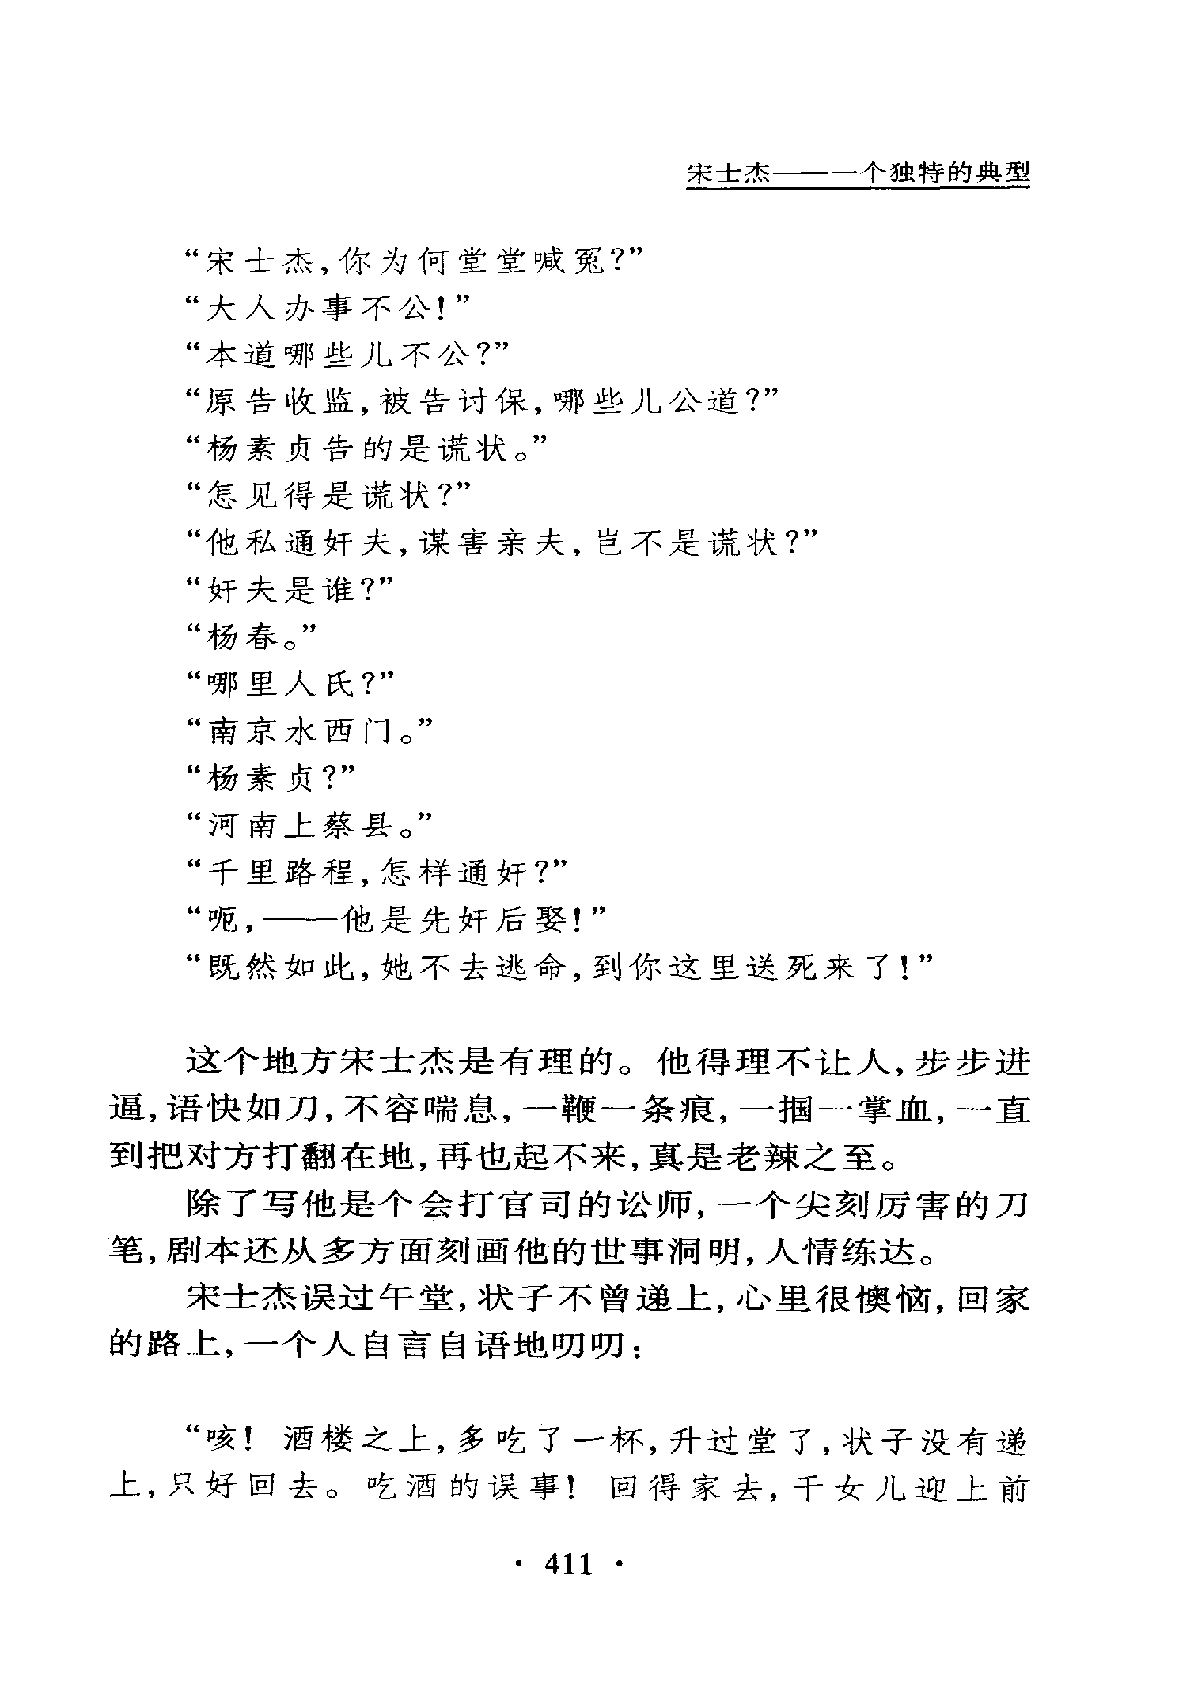 宋士杰——一个独特的典型
“宋士杰,你为何堂堂喊冤?”
“大人办事不公!”
“本道哪些儿不公?”
“原告收监,被告讨保,哪些儿公道?”
“杨素贞告的是谎状。”
“怎见得是谎状?”
“他私通奸夫,谋害亲夫,岂不是谎状?”
“奸夫是谁?”
“杨春。”
“哪里人氏?”
“南京水西门。”
“杨素贞?”
“河南上蔡县。”
“千里路程,怎样通奸?”
“呃,——他是先奸后娶!”
“既然如此,她不去逃命,到你这里送死来了!”
这个地方宋士杰是有理的。他得理不让人,步步进
逼,语快如刀,不容喘息,一鞭一条痕,一掴一掌血,一直
到把对方打翻在地,再也起不来,真是老辣之至。
除了写他是个会打官司的讼师,一个尖刻厉害的刀
笔,剧本还从多方面刻画他的世事洞明,人情练达。
宋士杰误过午堂,状子不曾递上,心里很懊恼,回家
的路上,一个人自言自语地叨叨:
“咳! 酒楼之上,多吃了一杯,升过堂了,状子没有递
上,只好回去。吃酒的误事! 回得家去,干女儿迎上前
· 411 ·